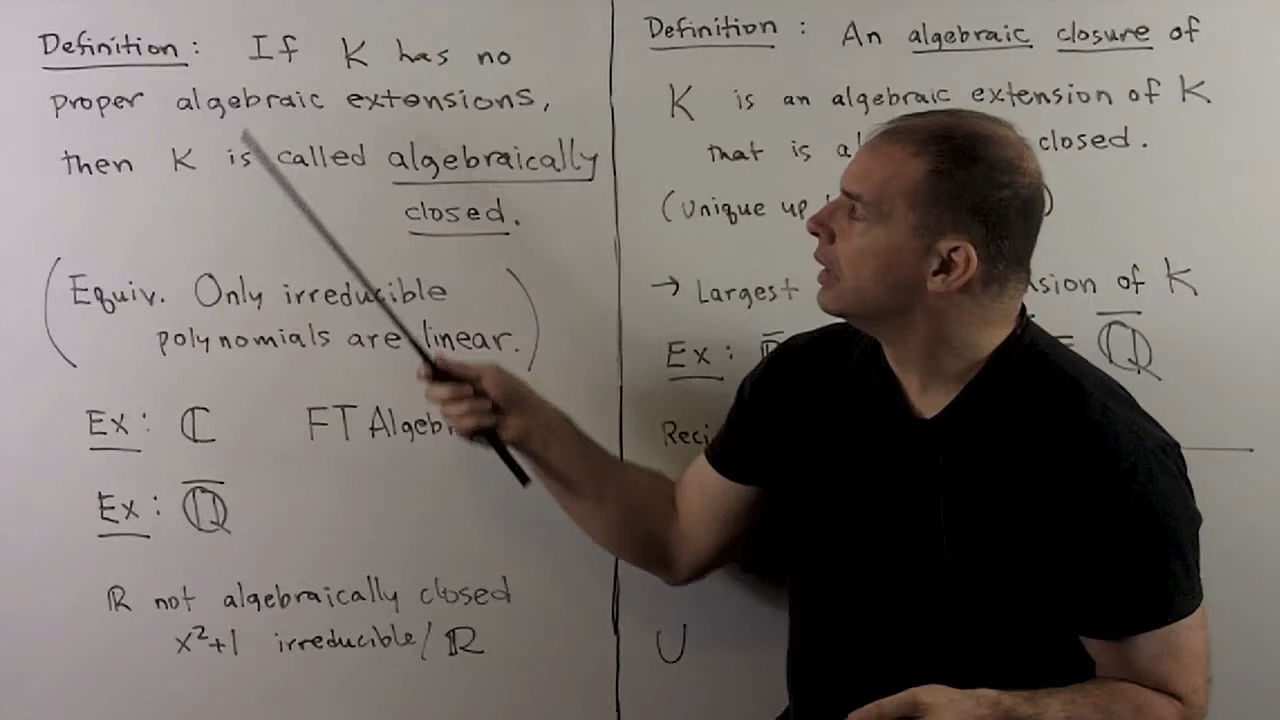 Definition : If K has no
proper algebraic extensions,
then K is called algebraically
closed.
(Equiv. Only irreducible
polynomials are linear.)
Ex : ℂ FT Algeb
Ex : ℚ̅
ℝ not algebraically closed
x²+1 irreducible/ℝ
Definition : An algebraic closure of
K is an algebraic extension of K
that is al closed.
(Unique up )
→ Largest sion of K
Ex : = ℚ̅
Reci
U